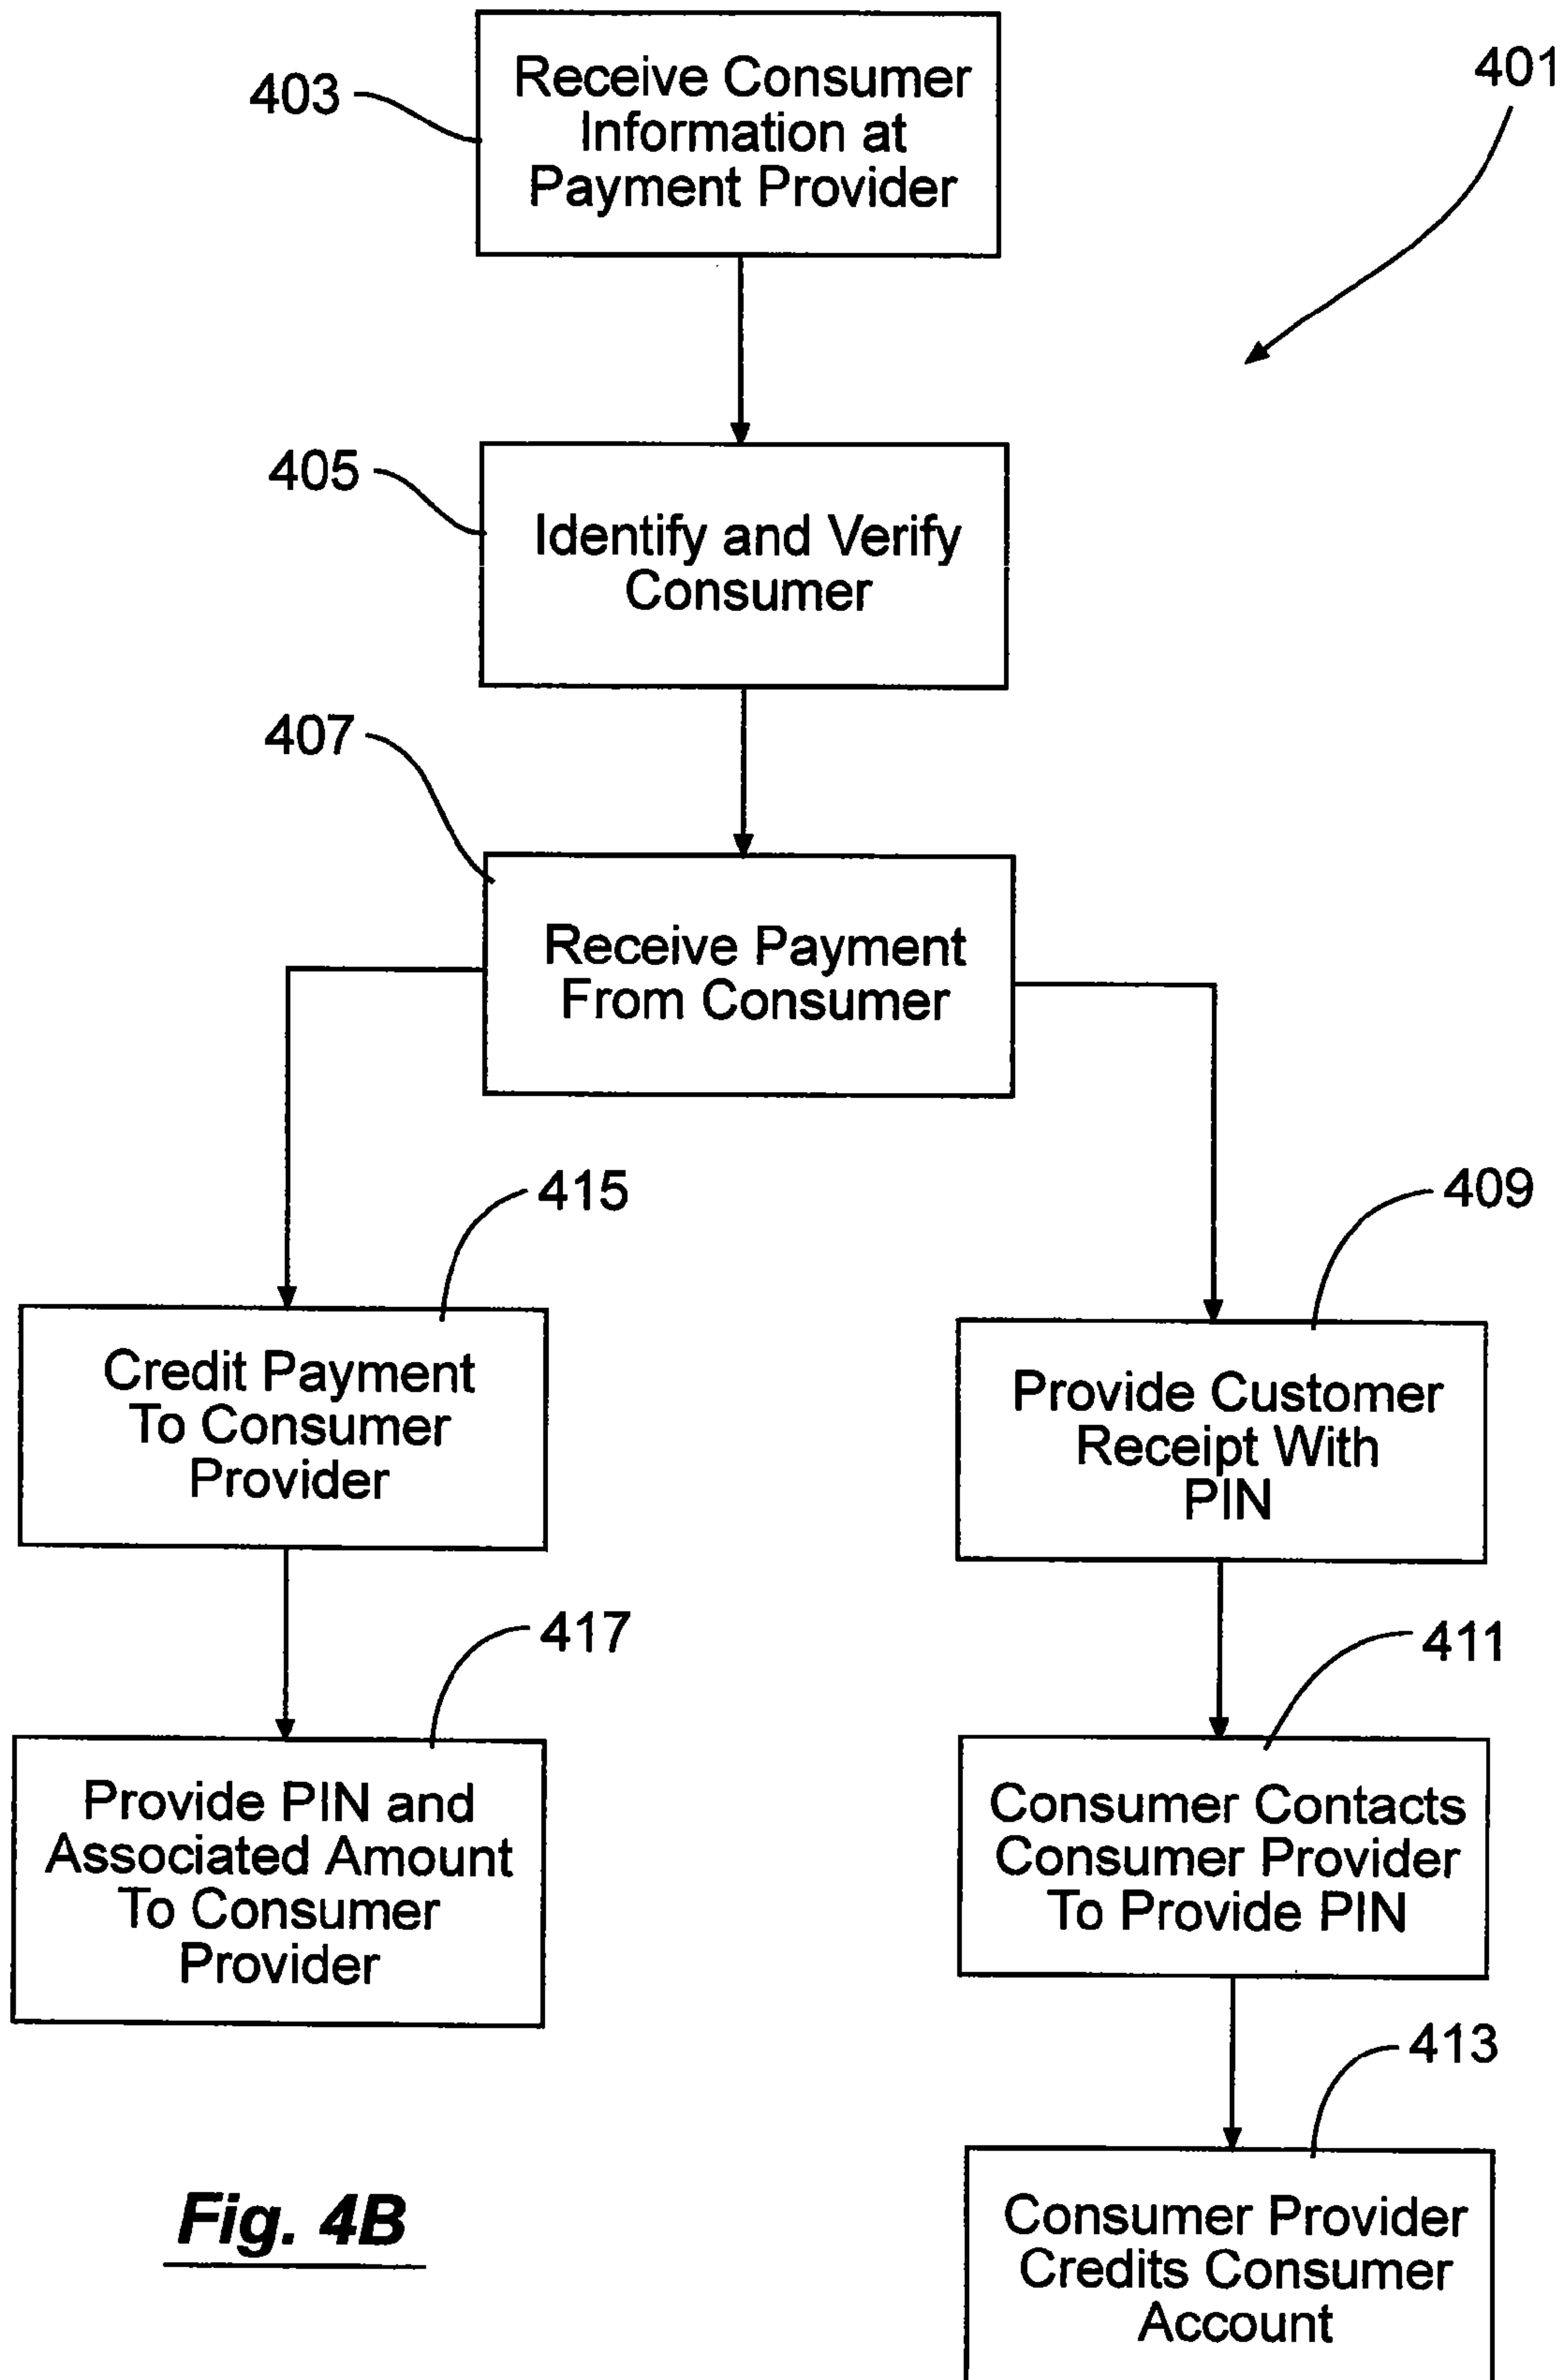 401
403
Receive Consumer
Information at
Payment Provider
405
Identify and Verify
Consumer
407
Receive Payment
From Consumer
415
Credit Payment
To Consumer
Provider
409
Provide Customer
Receipt With
PIN
417
Provide PIN and
Associated Amount
To Consumer
Provider
411
Consumer Contacts
Consumer Provider
To Provide PIN
413
Consumer Provider
Credits Consumer
Account
Fig. 4B